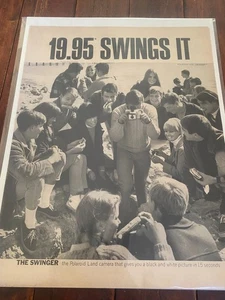 19.95 SWINGS IT
THE SWINGER the Polaroid Land camera that gives you a black and white picture in 15 seconds